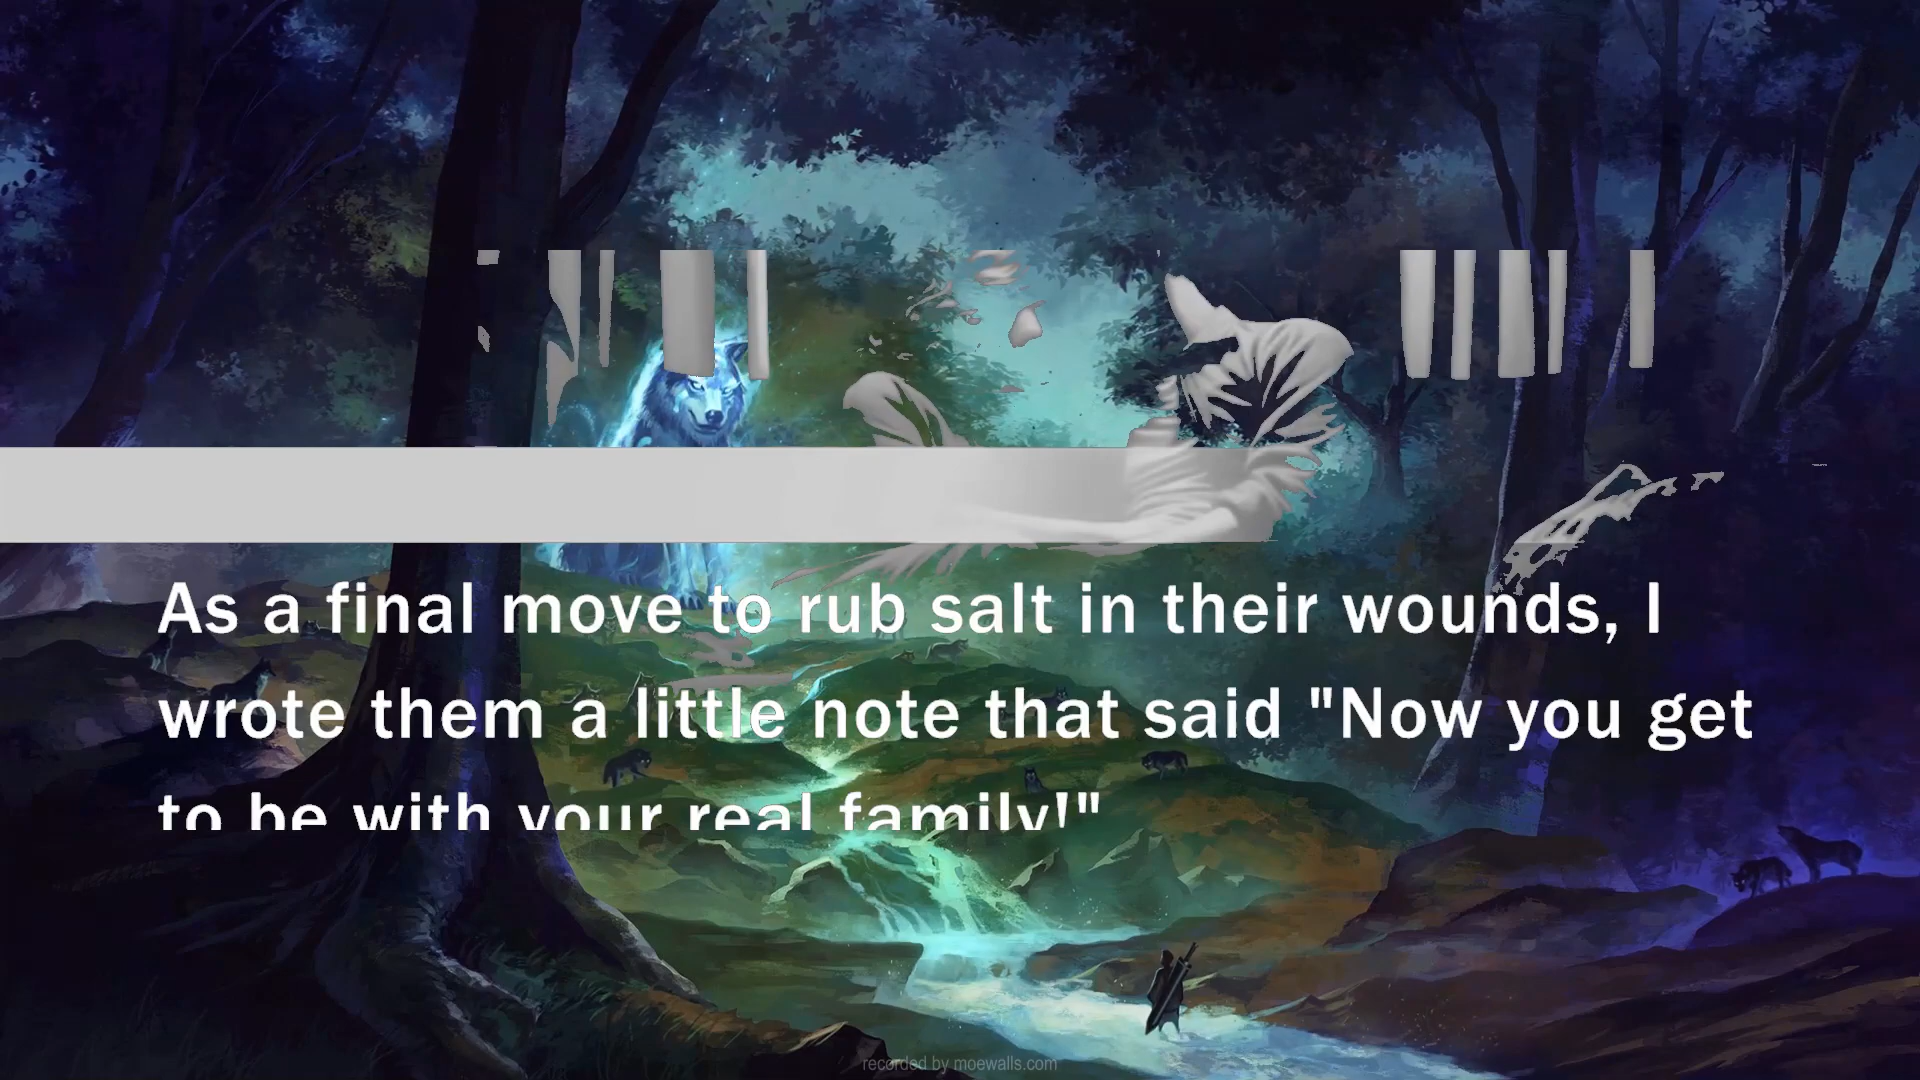 As a final move to rub salt in their wounds, I
wrote them a little note that said "Now you get
to be with your real family!"
recorded by moewalls.com